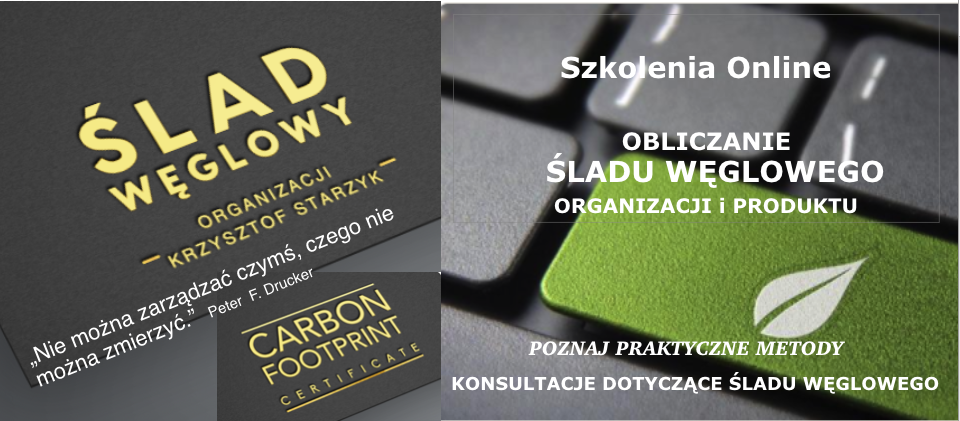 ŚLAD
WĘGLOWY
ORGANIZACJI
— KRZYSZTOF STARZYK —
„Nie można zarządzać czymś, czego nie
można zmierzyć.” Peter F. Drucker
CARBON
FOOTPRINT
CERTIFICATE
Szkolenia Online
OBLICZANIE
ŚLADU WĘGLOWEGO
ORGANIZACJI i PRODUKTU
POZNAJ PRAKTYCZNE METODY
KONSULTACJE DOTYCZĄCE ŚLADU WĘGLOWEGO